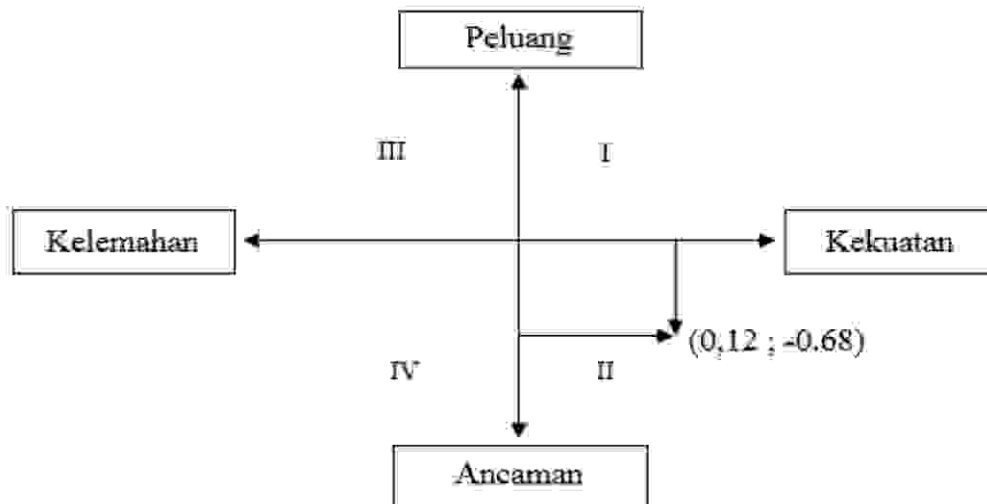 Peluang
III
I
Kelemahan
Kekuatan
(0,12 ; -0.68)
IV
II
Ancaman